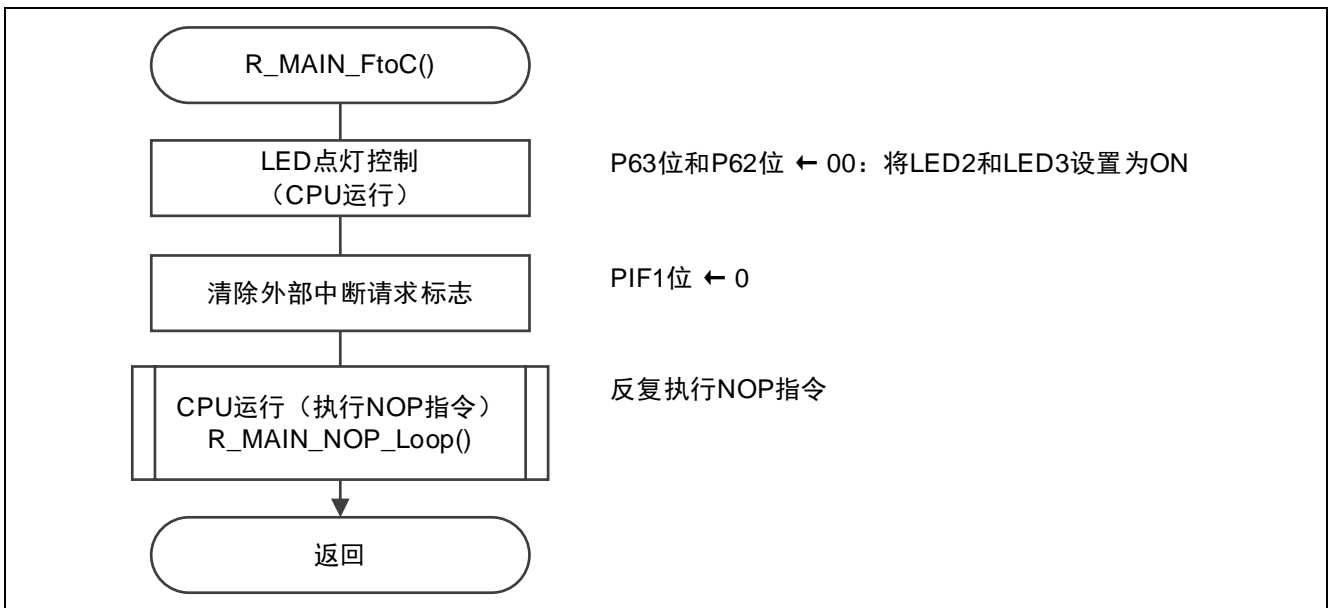 R_MAIN_FtoC()
LED点灯控制
（CPU运行）
P63位和P62位 ← 00：将LED2和LED3设置为ON
清除外部中断请求标志
PIF1位 ← 0
CPU运行（执行NOP指令）
R_MAIN_NOP_Loop()
反复执行NOP指令
返回